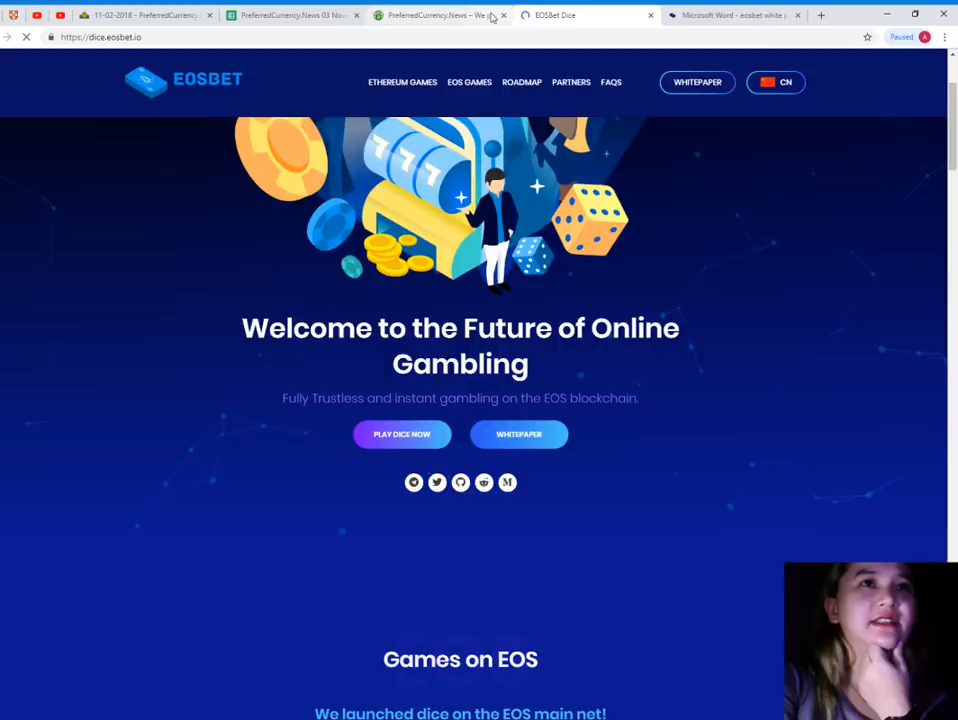 11-02-2018 - PreferredCurrency
PreferredCurrency.News 03 Nov
PreferredCurrency.News – We p
EOSBet Dice
Microsoft Word - eosbet white p
https://dice.eosbet.io
Paused
A
EOSBET
ETHEREUM GAMES
EOS GAMES
ROADMAP
PARTNERS
FAQS
WHITEPAPER
CN
7 7 7
Welcome to the Future of Online
Gambling
Fully Trustless and instant gambling on the EOS blockchain.
PLAY DICE NOW
WHITEPAPER
Games on EOS
We launched dice on the EOS main net!